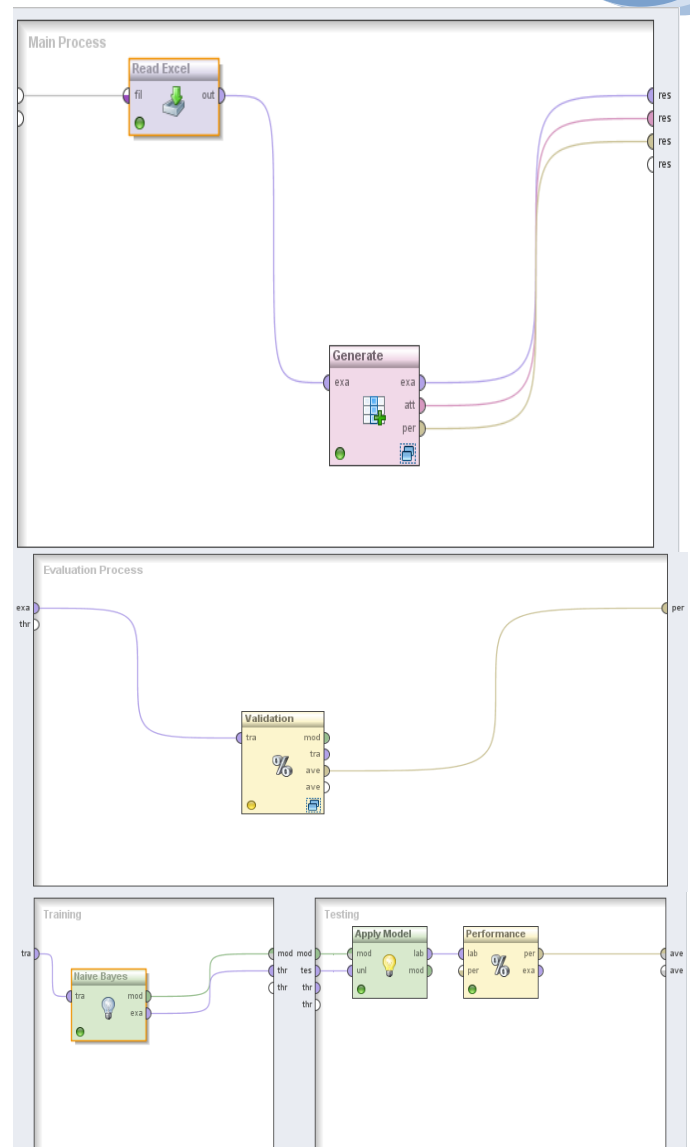 Main Process
Read Excel
fil out
res
res
res
res
Generate
exa exa
att
per
Evaluation Process
exa
thr
per
Validation
tra mod
tra
ave
ave
Training
tra
Naive Bayes
tra mod
exa
mod
thr
thr
Testing
mod
tes
thr
thr
Apply Model
mod lab
unl mod
Performance
lab per
per exa
ave
ave